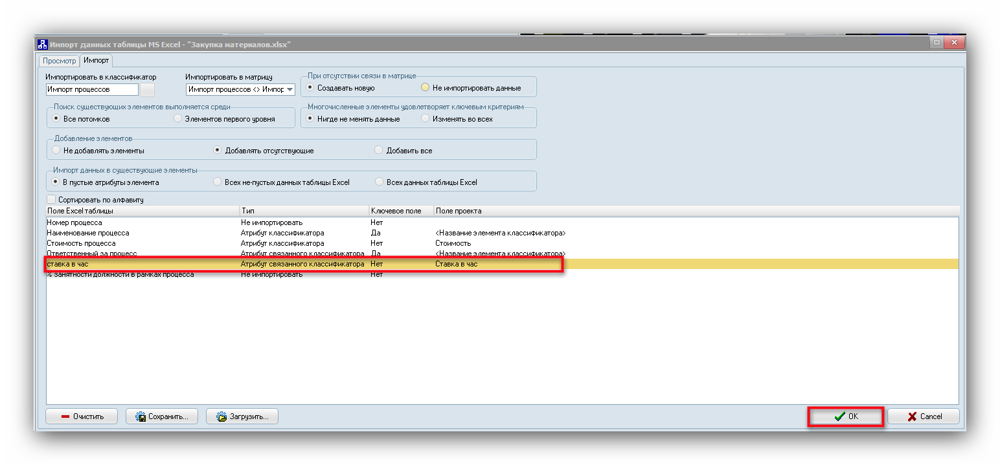 Импорт данных таблицы MS Excel - "Закупка материалов.xlsx"
Просмотр Импорт
Импортировать в классификатор Импортировать в матрицу При отсутствии связи в матрице
Импорт процессов Импорт процессов <> Импор Создавать новую Не импортировать данные
Поиск существующих элементов выполняется среди Многочисленные элементы удовлетворяет ключевым критериям
Все потомков Элементов первого уровня Нигде не менять данные Изменять во всех
Добавление элементов
Не добавлять элементы Добавлять отсутствующие Добавить все
Импорт данных в существующие элементы
В пустые атрибуты элемента Всех не-пустых данных таблицы Excel Всех данных таблицы Excel
Сортировать по алфавиту
Поле Excel таблицы Тип Ключевое поле Поле проекта
Номер процесса Не импортировать Нет
Наименование процесса Атрибут классификатора Да <Название элемента классификатора>
Стоимость процесса Атрибут классификатора Нет Стоимость
Ответственный за процесс Атрибут связанного классификатора Да <Название элемента классификатора>
ставка в час Атрибут связанного классификатора Нет Ставка в час
% занятности должности в рамках процесса Не импортировать Нет
Очистить Сохранить... Загрузить... OK Cancel